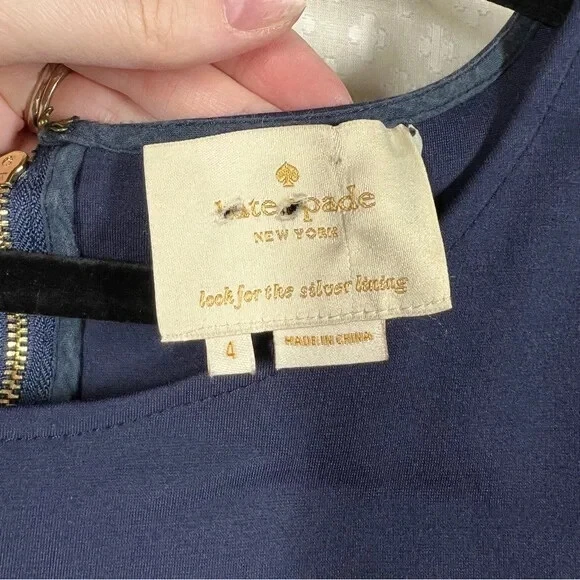 kate spade
NEW YORK
look for the silver lining
4
MADE IN CHINA